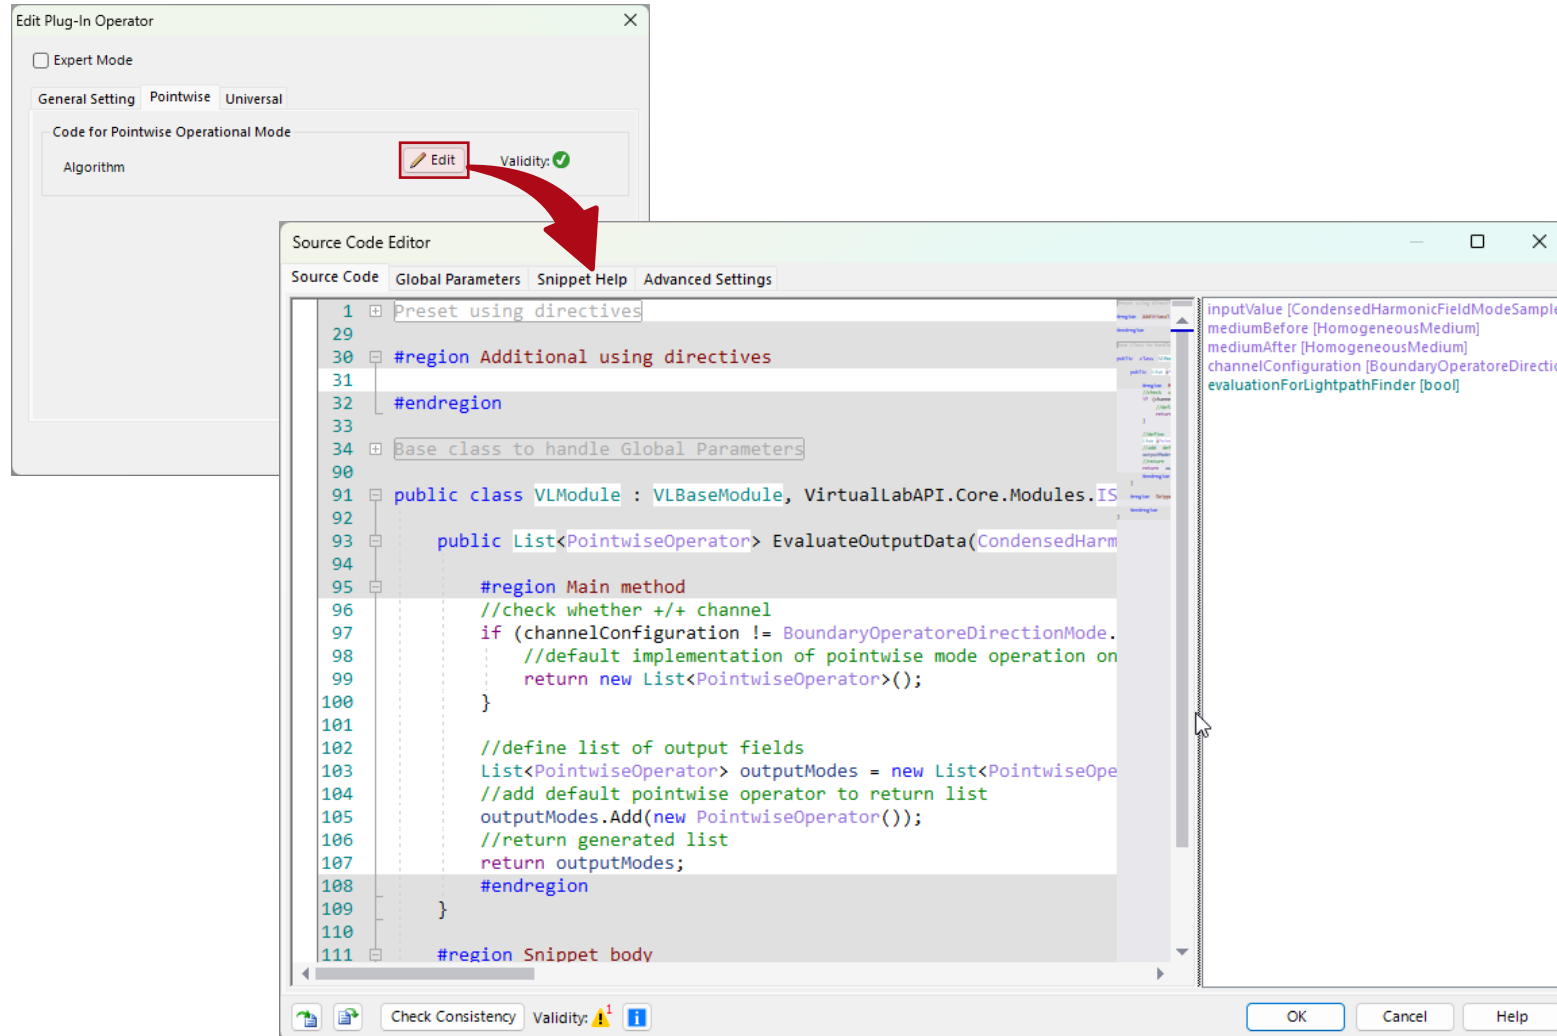 Edit Plug-In Operator
Expert Mode
General Setting Pointwise Universal
Code for Pointwise Operational Mode
Algorithm
Edit
Validity:
Source Code Editor
Source Code Global Parameters Snippet Help Advanced Settings
1 Preset using directives
29
30 #region Additional using directives
31
32 #endregion
33
34 Base class to handle Global Parameters
90
91 public class VLModule : VLBaseModule, VirtualLabAPI.Core.Modules.IS
92
93 public List<PointwiseOperator> EvaluateOutputData(CondensedHarm
94
95 #region Main method
96 //check whether +/+ channel
97 if (channelConfiguration != BoundaryOperatoreDirectionMode.
98 //default implementation of pointwise mode operation on
99 return new List<PointwiseOperator>();
100 }
101
102 //define list of output fields
103 List<PointwiseOperator> outputModes = new List<PointwiseOpe
104 //add default pointwise operator to return list
105 outputModes.Add(new PointwiseOperator());
106 //return generated list
107 return outputModes;
108 #endregion
109 }
110
111 #region Snippet body
inputValue [CondensedHarmonicFieldModeSample
mediumBefore [HomogeneousMedium]
mediumAfter [HomogeneousMedium]
channelConfiguration [BoundaryOperatoreDirectio
evaluationForLightpathFinder [bool]
Check Consistency Validity: 1
OK Cancel Help